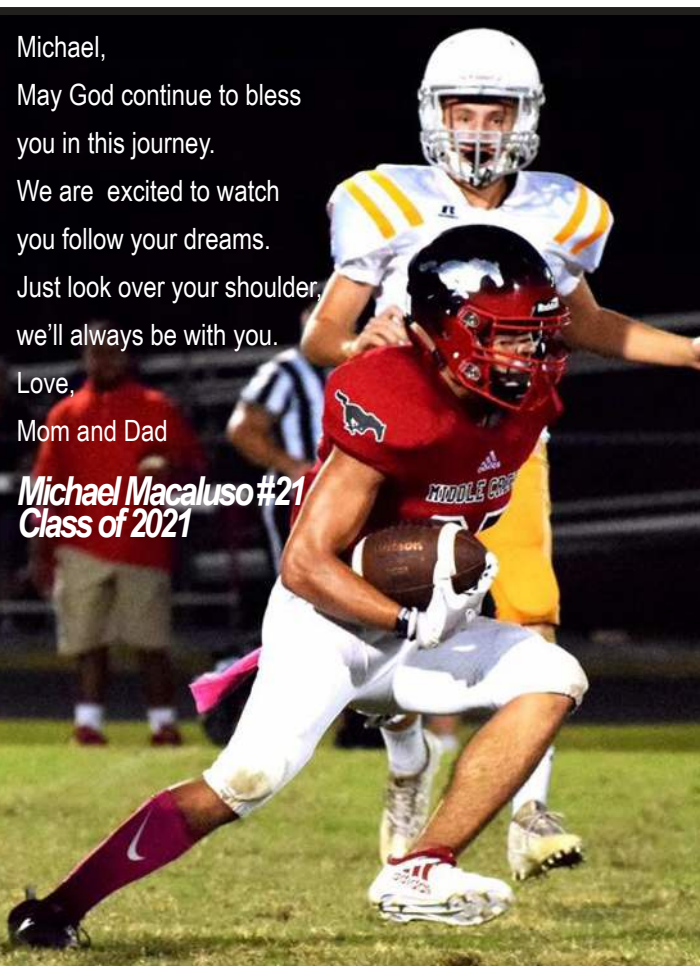 Michael,
May God continue to bless
you in this journey.
We are  excited to watch
you follow your dreams.
Just look over your shoulder,
we'll always be with you.
Love,
Mom and Dad
Michael Macaluso #21
Class of 2021
MIDDLE
Wilson